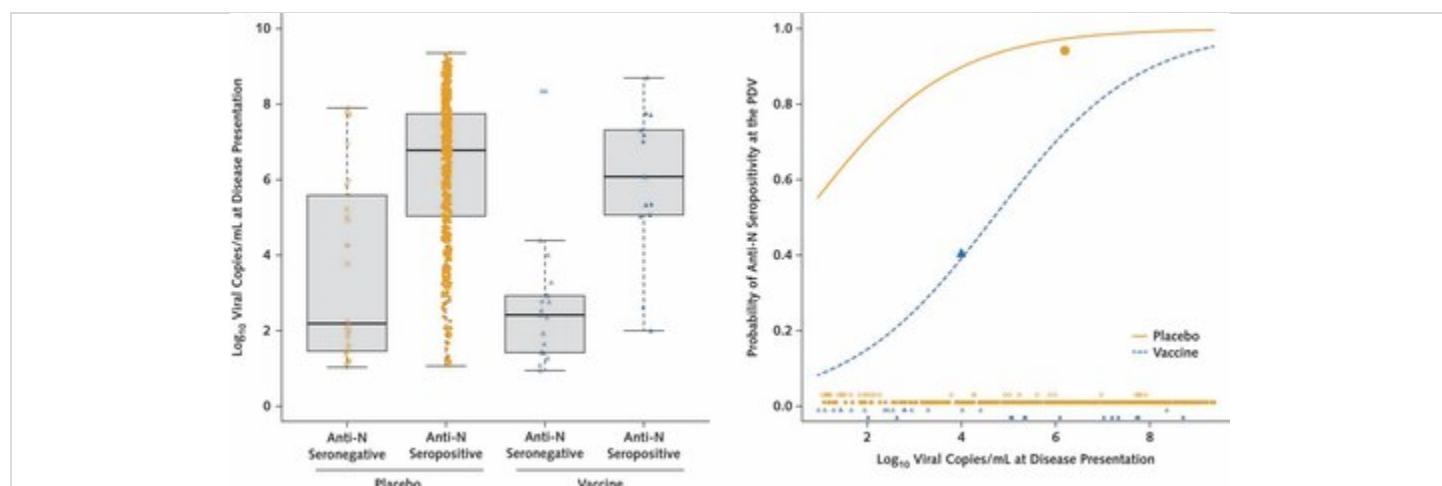 10
8
6
4
2
0
Log10 Viral Copies/mL at Disease Presentation
Anti-N
Seronegative
Anti-N
Seropositive
Anti-N
Seronegative
Anti-N
Seropositive
Placebo
Vaccine
1.0
0.8
0.6
0.4
0.2
0.0
Probability of Anti-N Seropositivity at the PDV
Placebo
Vaccine
2
4
6
8
Log10 Viral Copies/mL at Disease Presentation